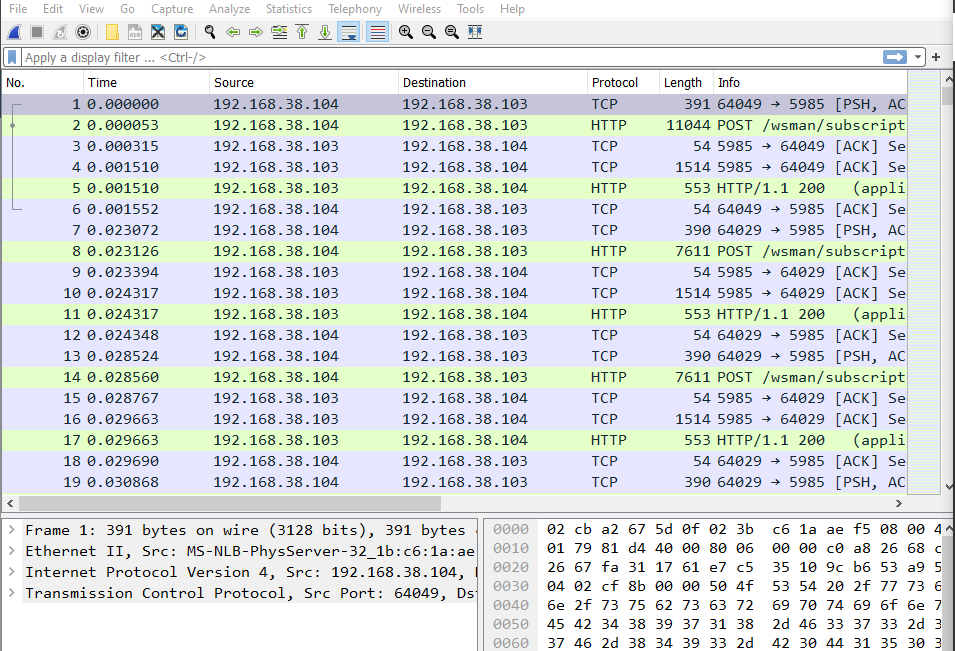 File Edit View Go Capture Analyze Statistics Telephony Wireless Tools Help
Apply a display filter ... <Ctrl-/>
No. Time Source Destination Protocol Length Info
1 0.000000 192.168.38.104 192.168.38.103 TCP 391 64049 → 5985 [PSH, AC
2 0.000053 192.168.38.104 192.168.38.103 HTTP 11044 POST /wsman/subscript
3 0.000315 192.168.38.103 192.168.38.104 TCP 54 5985 → 64049 [ACK] Se
4 0.001510 192.168.38.103 192.168.38.104 TCP 1514 5985 → 64049 [ACK] Se
5 0.001510 192.168.38.103 192.168.38.104 HTTP 553 HTTP/1.1 200 (appli
6 0.001552 192.168.38.104 192.168.38.103 TCP 54 64049 → 5985 [ACK] Se
7 0.023072 192.168.38.104 192.168.38.103 TCP 390 64029 → 5985 [PSH, AC
8 0.023126 192.168.38.104 192.168.38.103 HTTP 7611 POST /wsman/subscript
9 0.023394 192.168.38.103 192.168.38.104 TCP 54 5985 → 64029 [ACK] Se
10 0.024317 192.168.38.103 192.168.38.104 TCP 1514 5985 → 64029 [ACK] Se
11 0.024317 192.168.38.103 192.168.38.104 HTTP 553 HTTP/1.1 200 (appli
12 0.024348 192.168.38.104 192.168.38.103 TCP 54 64029 → 5985 [ACK] Se
13 0.028524 192.168.38.104 192.168.38.103 TCP 390 64029 → 5985 [PSH, AC
14 0.028560 192.168.38.104 192.168.38.103 HTTP 7611 POST /wsman/subscript
15 0.028767 192.168.38.103 192.168.38.104 TCP 54 5985 → 64029 [ACK] Se
16 0.029663 192.168.38.103 192.168.38.104 TCP 1514 5985 → 64029 [ACK] Se
17 0.029663 192.168.38.103 192.168.38.104 HTTP 553 HTTP/1.1 200 (appli
18 0.029690 192.168.38.104 192.168.38.103 TCP 54 64029 → 5985 [ACK] Se
19 0.030868 192.168.38.104 192.168.38.103 TCP 390 64029 → 5985 [PSH, AC
Frame 1: 391 bytes on wire (3128 bits), 391 bytes
Ethernet II, Src: MS-NLB-PhysServer-32_1b:c6:1a:ae
Internet Protocol Version 4, Src: 192.168.38.104,
Transmission Control Protocol, Src Port: 64049, Ds
0000 02 cb a2 67 5d 0f 02 3b c6 1a ae f5 08 00 4
0010 01 79 81 d4 40 00 80 06 00 00 c0 a8 26 68 c
0020 26 67 fa 31 17 61 e7 c5 35 10 9c b6 53 a9 5
0030 04 02 cf 8b 00 00 50 4f 53 54 20 2f 77 73 6
0040 6e 2f 73 75 62 73 63 72 69 70 74 69 6f 6e 7
0050 45 42 34 38 39 37 31 38 2d 46 33 37 33 2d 3
0060 37 46 2d 38 34 39 33 2d 42 30 44 31 35 30 3